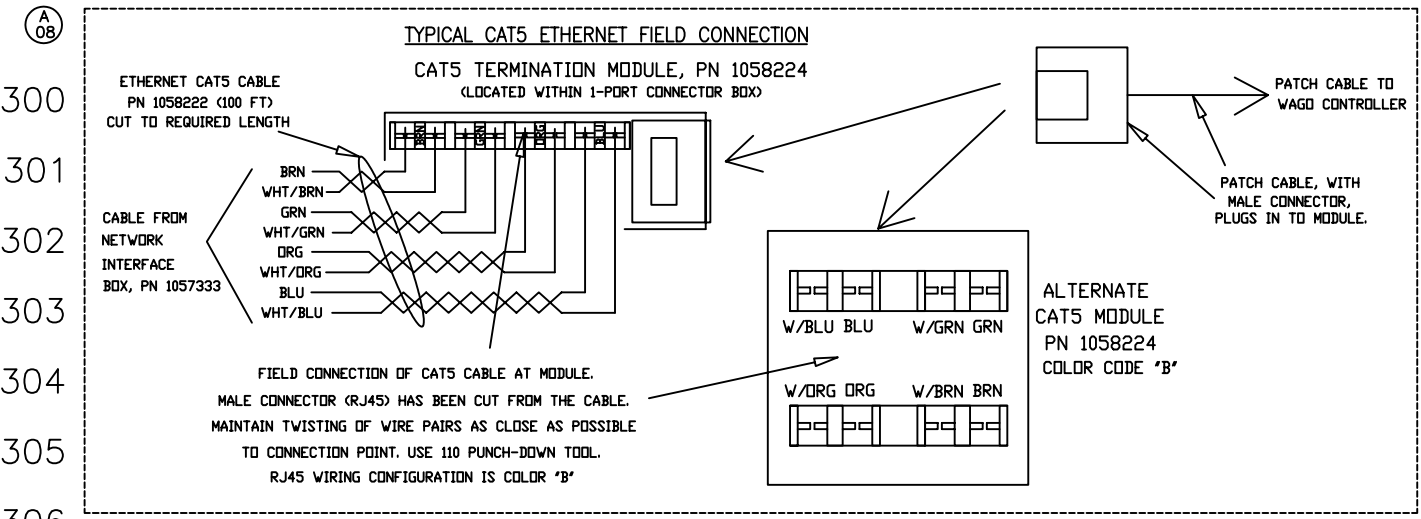 A
08
TYPICAL CAT5 ETHERNET FIELD CONNECTION
CAT5 TERMINATION MODULE, PN 1058224
(LOCATED WITHIN 1-PORT CONNECTOR BOX)
ETHERNET CAT5 CABLE
PN 1058222 (100 FT)
CUT TO REQUIRED LENGTH
300
301
302
303
304
305
306
BRN
GRN
ORG
BLU
BRN
WHT/BRN
GRN
WHT/GRN
ORG
WHT/ORG
BLU
WHT/BLU
CABLE FROM
NETWORK
INTERFACE
BOX, PN 1057333
PATCH CABLE TO
WAGO CONTROLLER
PATCH CABLE, WITH
MALE CONNECTOR,
PLUGS IN TO MODULE.
W/BLU BLU W/GRN GRN
W/ORG ORG W/BRN BRN
ALTERNATE
CAT5 MODULE
PN 1058224
COLOR CODE "B"
FIELD CONNECTION OF CAT5 CABLE AT MODULE.
MALE CONNECTOR (RJ45) HAS BEEN CUT FROM THE CABLE.
MAINTAIN TWISTING OF WIRE PAIRS AS CLOSE AS POSSIBLE
TO CONNECTION POINT. USE 110 PUNCH-DOWN TOOL.
RJ45 WIRING CONFIGURATION IS COLOR "B"